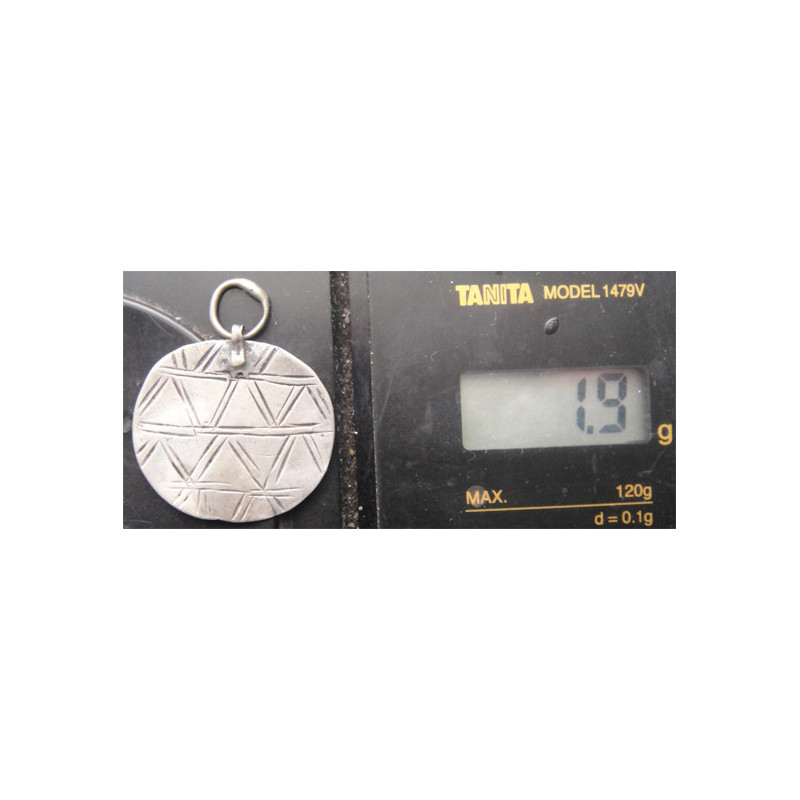 TANITA MODEL 1479V
1.9 g
MAX. 120g
d = 0.1g